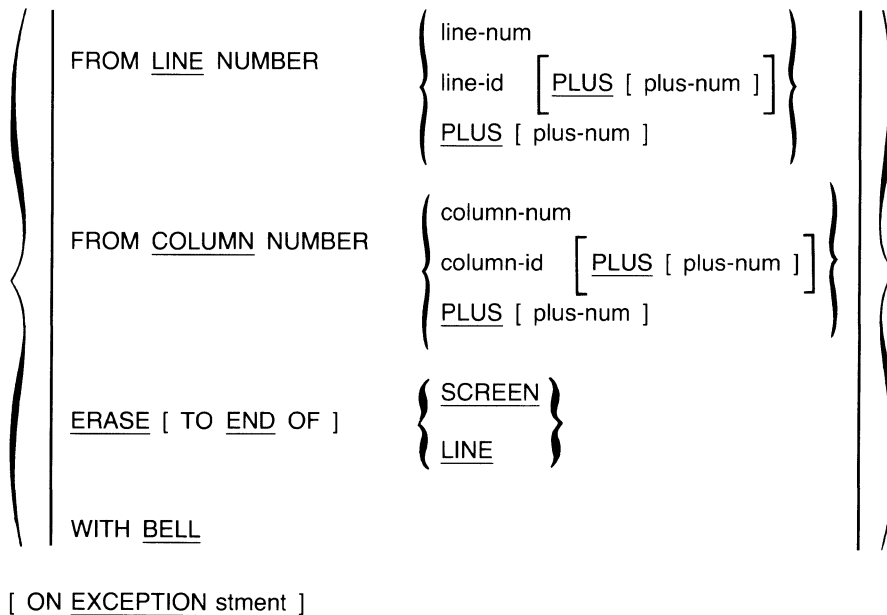 line-num
FROM LINE NUMBER
line-id [ PLUS [ plus-num ] ]
PLUS [ plus-num ]
column-num
FROM COLUMN NUMBER
column-id [ PLUS [ plus-num ] ]
PLUS [ plus-num ]
SCREEN
ERASE [ TO END OF ]
LINE
WITH BELL
[ ON EXCEPTION stment ]